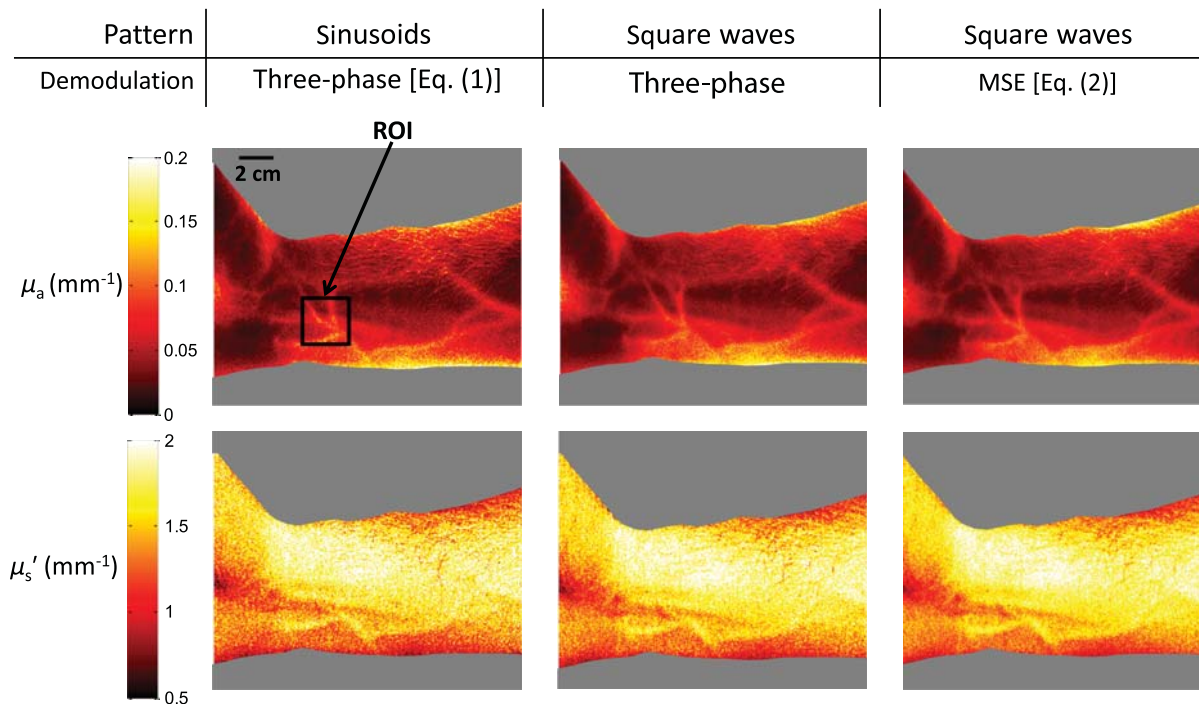 Pattern Sinusoids Square waves Square waves
Demodulation Three-phase [Eq. (1)] Three-phase MSE [Eq. (2)]
ROI
2 cm
0.2
0.15
μa (mm-1) 0.1
0.05
0
2
1.5
μs′ (mm-1)
1
0.5